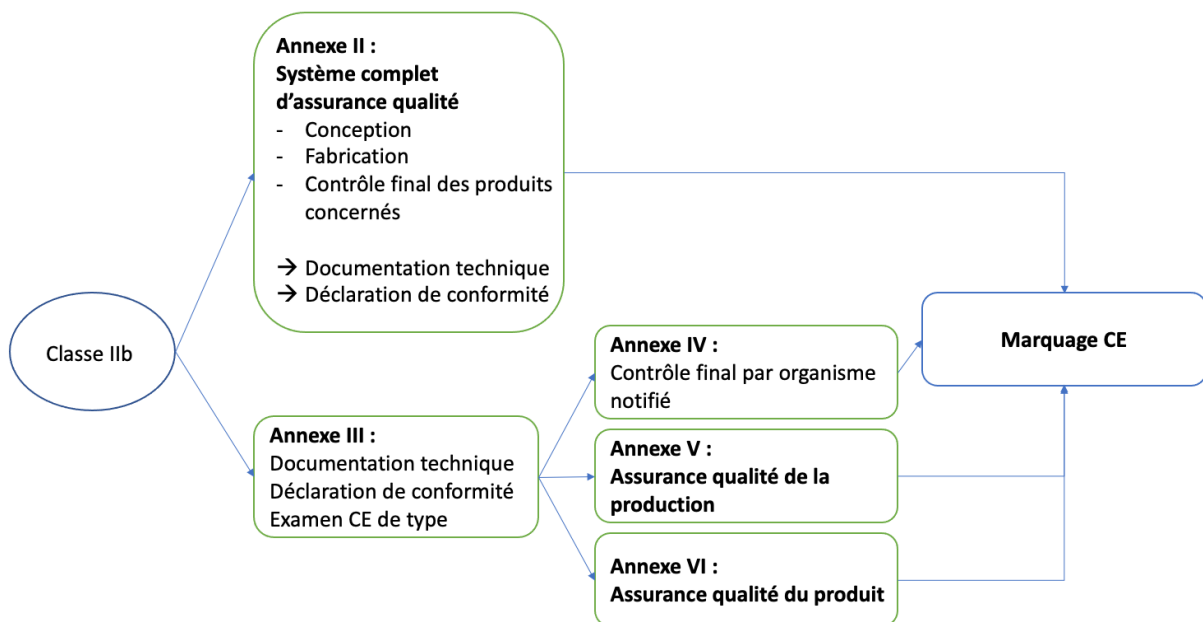 Annexe II :
Système complet
d’assurance qualité
- Conception
- Fabrication
- Contrôle final des produits
concernés
→ Documentation technique
→ Déclaration de conformité
Classe IIb
Annexe III :
Documentation technique
Déclaration de conformité
Examen CE de type
Annexe IV :
Contrôle final par organisme
notifié
Annexe V :
Assurance qualité de la
production
Annexe VI :
Assurance qualité du produit
Marquage CE